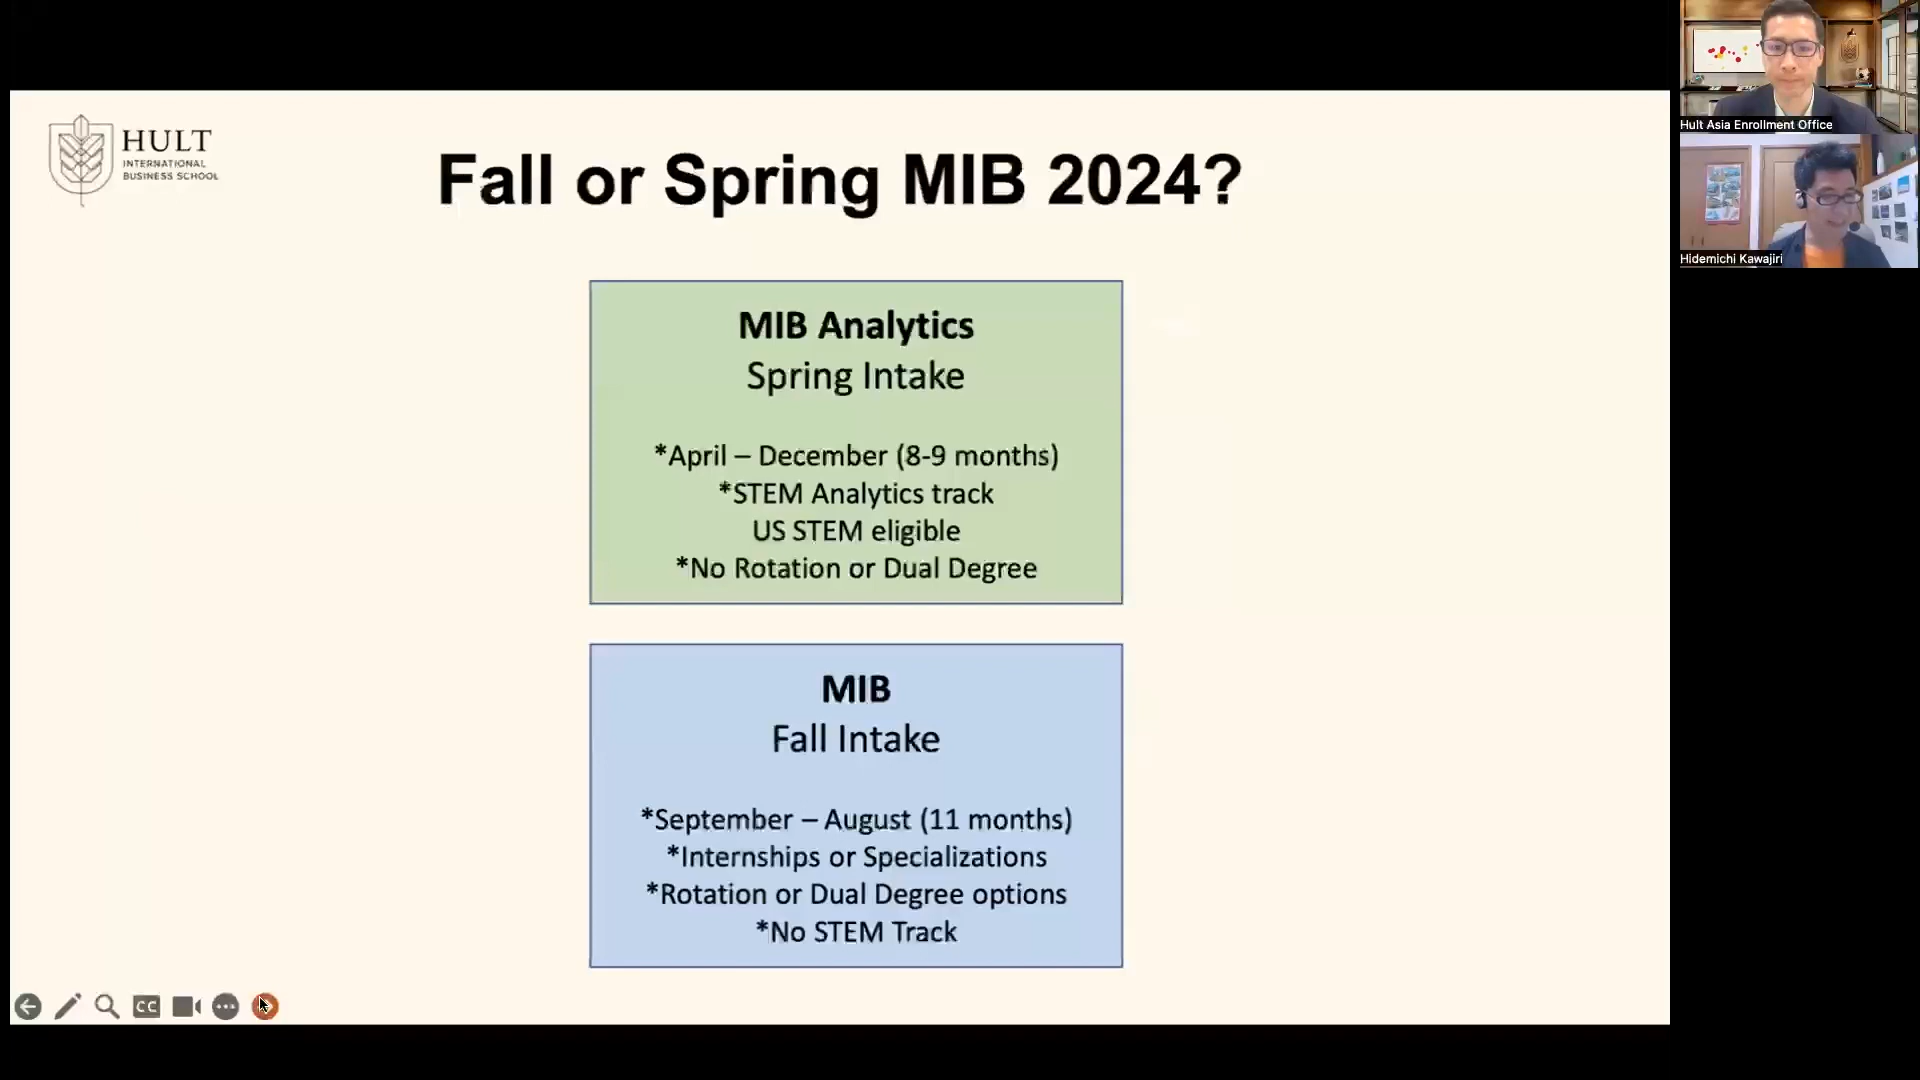 HULT
INTERNATIONAL
BUSINESS SCHOOL
Fall or Spring MIB 2024?
MIB Analytics
Spring Intake
*April – December (8-9 months)
*STEM Analytics track
US STEM eligible
*No Rotation or Dual Degree
MIB
Fall Intake
*September – August (11 months)
*Internships or Specializations
*Rotation or Dual Degree options
*No STEM Track
CC
Hult Asia Enrollment Office
Hidemichi Kawajiri